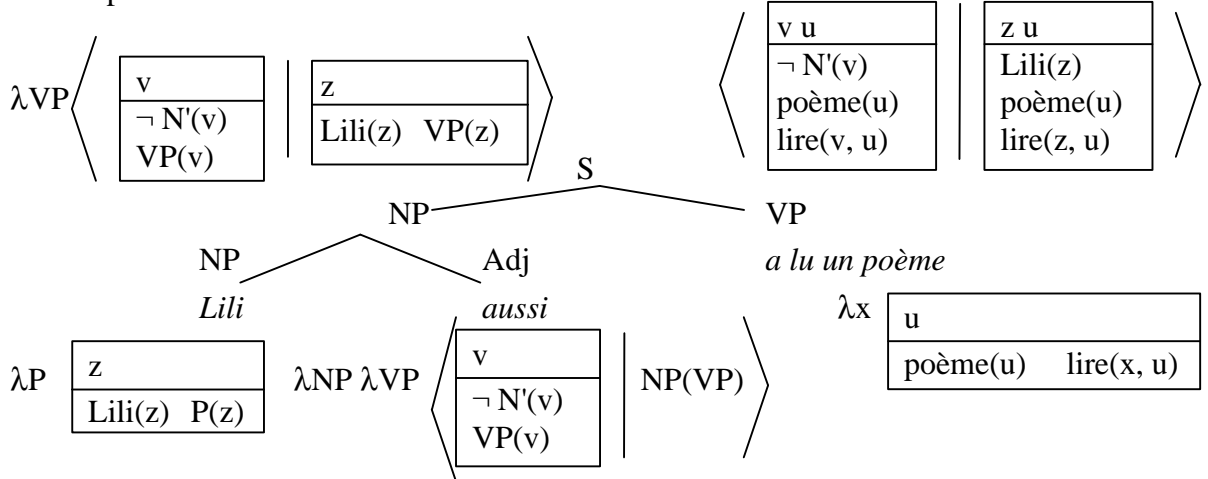 v u z u
λVP v z ¬ N'(v) Lili(z)
¬ N'(v) Lili(z) VP(z) poème(u) poème(u)
VP(v) lire(v, u) lire(z, u)
S
NP VP
NP Adj a lu un poème
Lili aussi λx u
λP z λNP λVP v NP(VP) poème(u) lire(x, u)
Lili(z) P(z) ¬ N'(v)
VP(v)